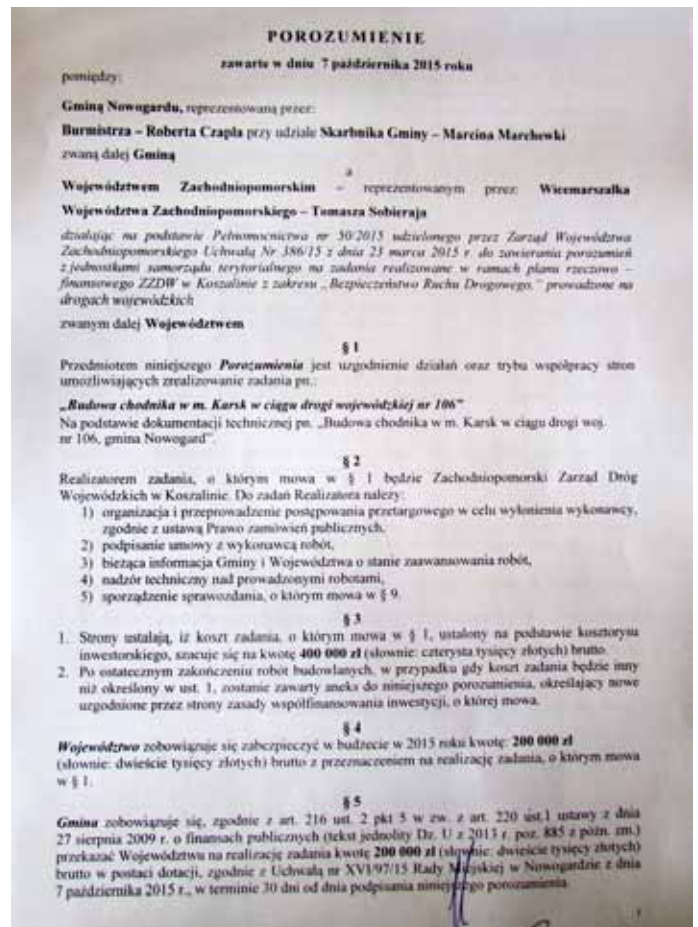 POROZUMIENIE
zawarte w dniu 7 października 2015 roku
pomiędzy:
Gminą Nowogardu, reprezentowaną przez:
Burmistrza – Roberta Czapla przy udziale Skarbnika Gminy – Marcina Marchewki
zwaną dalej Gminą
a
Województwem Zachodniopomorskim – reprezentowanym przez: Wicemarszałka
Województwa Zachodniopomorskiego – Tomasza Sobieraja
działając na podstawie Pełnomocnictwa nr 50/2015 udzielonego przez Zarząd Województwa
Zachodniopomorskiego Uchwałą Nr 386/15 z dnia 25 marca 2015 r. do zawierania porozumień
z jednostkami samorządu terytorialnego na zadania realizowane w ramach planu rzeczowo –
finansowego ZZDW w Koszalinie z zakresu „Bezpieczeństwo Ruchu Drogowego,” prowadzone na
drogach wojewódzkich
zwanym dalej Województwem
§ 1
Przedmiotem niniejszego Porozumienia jest uzgodnienie działań oraz trybu współpracy stron
umożliwiających zrealizowanie zadania pn.:
„Budowa chodnika w m. Karsk w ciągu drogi wojewódzkiej nr 106”
Na podstawie dokumentacji technicznej pn. „Budowa chodnika w m. Karsk w ciągu drogi woj.
nr 106, gmina Nowogard”.
§ 2
Realizatorem zadania, o którym mowa w § 1 będzie Zachodniopomorski Zarząd Dróg
Wojewódzkich w Koszalinie. Do zadań Realizatora należy:
1) organizacja i przeprowadzenie postępowania przetargowego w celu wyłonienia wykonawcy,
zgodnie z ustawą Prawo zamówień publicznych,
2) podpisanie umowy z wykonawcą robót,
3) bieżąca informacja Gminy i Województwa o stanie zaawansowania robót,
4) nadzór techniczny nad prowadzonymi robotami,
5) sporządzenie sprawozdania, o którym mowa w § 9.
§ 3
1. Strony ustalają, iż koszt zadania, o którym mowa w § 1, ustalony na podstawie kosztorysu
inwestorskiego, szacuje się na kwotę 400 000 zł (słownie: czterysta tysięcy złotych) brutto.
2. Po ostatecznym zakończeniu robót budowlanych, w przypadku gdy koszt zadania będzie inny
niż określony w ust. 1, zostanie zawarty aneks do niniejszego porozumienia, określający nowe
uzgodnione przez strony zasady współfinansowania inwestycji, o której mowa.
§ 4
Województwo zobowiązuje się zabezpieczyć w budżecie w 2015 roku kwotę: 200 000 zł
(słownie: dwieście tysięcy złotych) brutto z przeznaczeniem na realizację zadania, o którym mowa
w § 1.
§ 5
Gmina zobowiązuje się, zgodnie z art. 216 ust. 2 pkt 5 w zw. z art. 220 ust.1 ustawy z dnia
27 sierpnia 2009 r. o finansach publicznych (tekst jednolity Dz. U z 2013 r. poz. 885 z późn. zm.)
przekazać Województwu na realizację zadania kwotę 200 000 zł (słownie: dwieście tysięcy złotych)
brutto w postaci dotacji, zgodnie z Uchwałą nr XVI/97/15 Rady Miejskiej w Nowogardzie z dnia
7 października 2015 r., w terminie 30 dni od dnia podpisania niniejszego porozumienia.